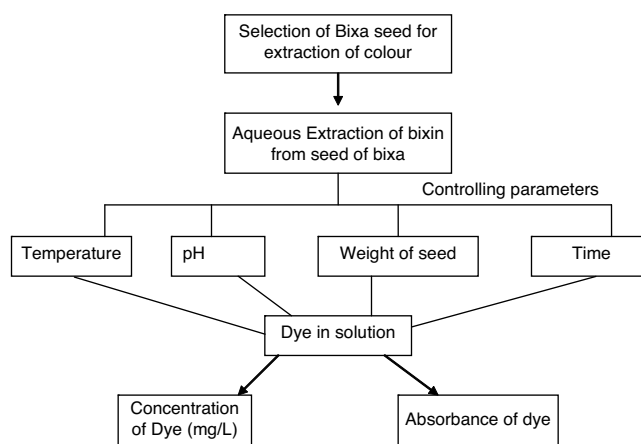 Selection of Bixa seed for
extraction of colour
Aqueous Extraction of bixin
from seed of bixa
Controlling parameters
Temperature
pH
Weight of seed
Time
Dye in solution
Concentration
of Dye (mg/L)
Absorbance of dye